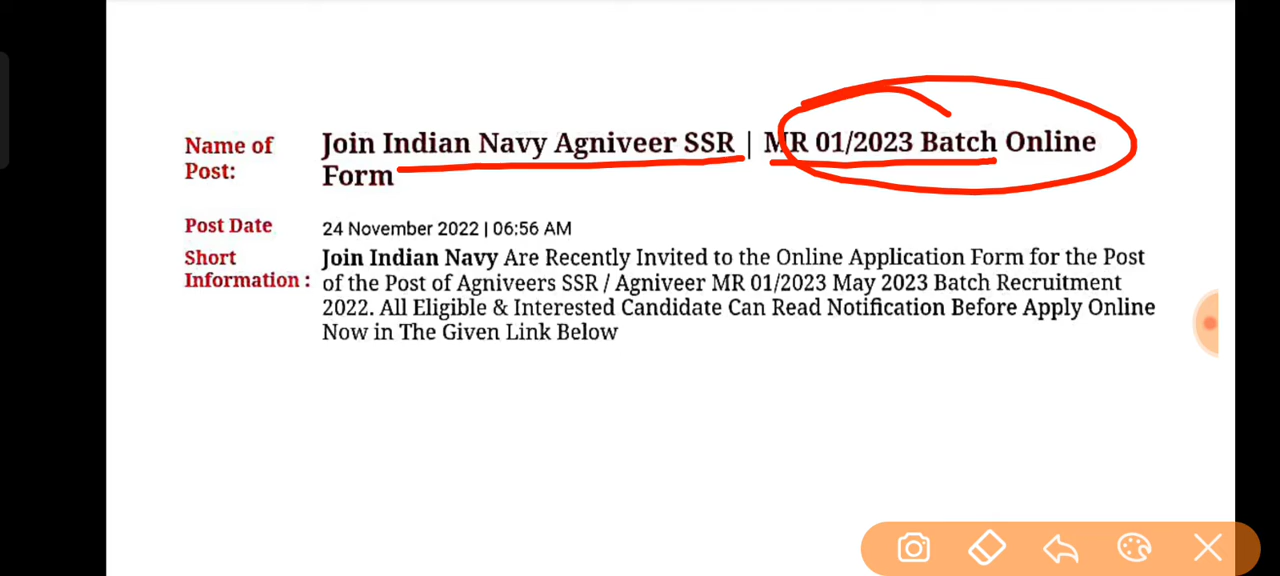 Name of
Post:
Join Indian Navy Agniveer SSR | MR 01/2023 Batch Online
Form
Post Date
24 November 2022 | 06:56 AM
Short
Information :
Join Indian Navy Are Recently Invited to the Online Application Form for the Post
of the Post of Agniveers SSR / Agniveer MR 01/2023 May 2023 Batch Recruitment
2022. All Eligible & Interested Candidate Can Read Notification Before Apply Online
Now in The Given Link Below